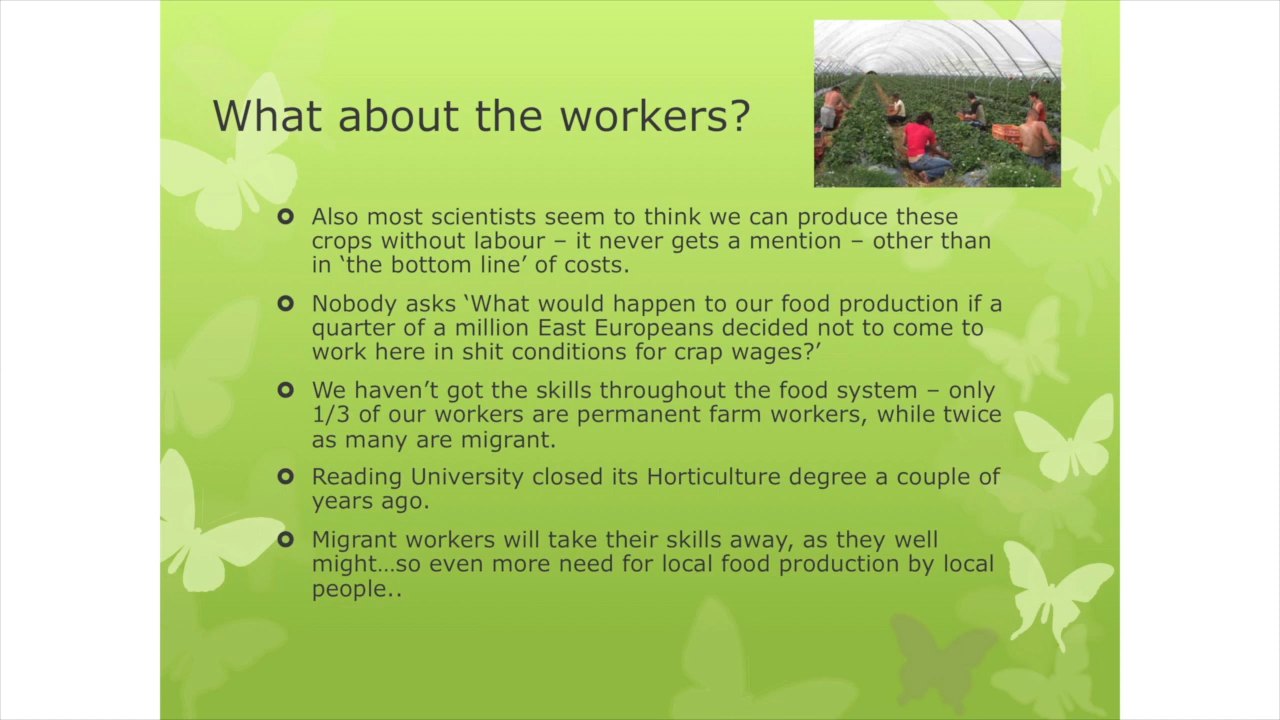 What about the workers?
Also most scientists seem to think we can produce these
crops without labour – it never gets a mention – other than
in ‘the bottom line’ of costs.
Nobody asks ‘What would happen to our food production if a
quarter of a million East Europeans decided not to come to
work here in shit conditions for crap wages?’
We haven’t got the skills throughout the food system – only
1/3 of our workers are permanent farm workers, while twice
as many are migrant.
Reading University closed its Horticulture degree a couple of
years ago.
Migrant workers will take their skills away, as they well
might…so even more need for local food production by local
people..